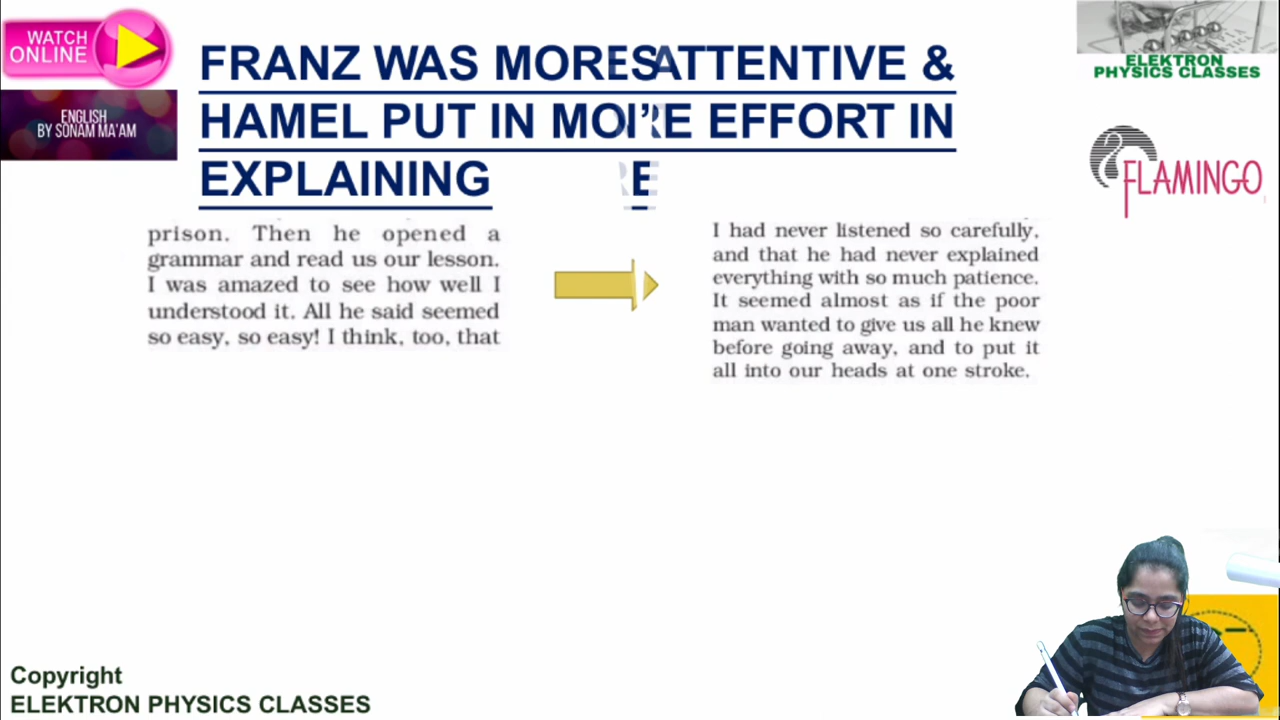 WATCH
ONLINE
ENGLISH
BY SONAM MA'AM
FRANZ WAS MORE ATTENTIVE &
HAMEL PUT IN MORE EFFORT IN
EXPLAINING
ELEKTRON
PHYSICS CLASSES
FLAMINGO
prison. Then he opened a
grammar and read us our lesson.
I was amazed to see how well I
understood it. All he said seemed
so easy, so easy! I think, too, that
I had never listened so carefully,
and that he had never explained
everything with so much patience.
It seemed almost as if the poor
man wanted to give us all he knew
before going away, and to put it
all into our heads at one stroke.
Copyright
ELEKTRON PHYSICS CLASSES